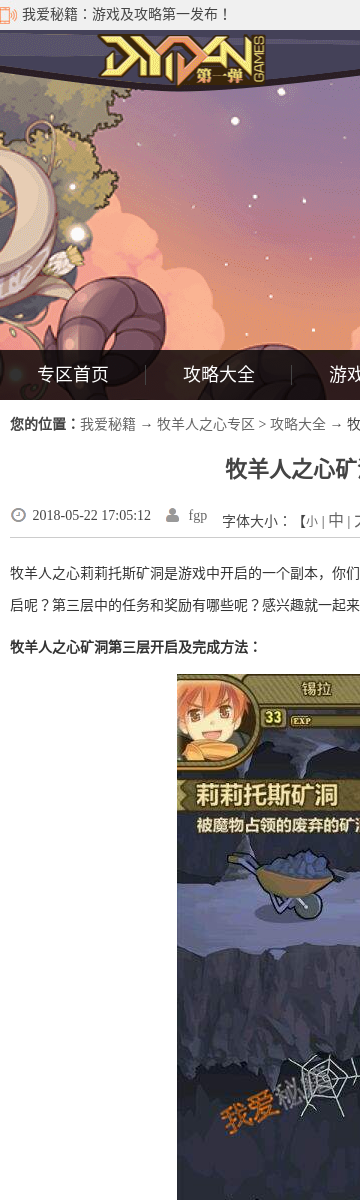 我爱秘籍：游戏及攻略第一发布！
DIYIDAN GAMES
第一弹
专区首页 攻略大全 游戏
您的位置：我爱秘籍 → 牧羊人之心专区 > 攻略大全 → 牧
牧羊人之心矿
2018-05-22 17:05:12 fgp 字体大小：【小 | 中 |
牧羊人之心莉莉托斯矿洞是游戏中开启的一个副本，你们
启呢？第三层中的任务和奖励有哪些呢？感兴趣就一起来
牧羊人之心矿洞第三层开启及完成方法：
锡拉
33 EXP
莉莉托斯矿洞
被魔物占领的废弃的矿
我爱秘籍